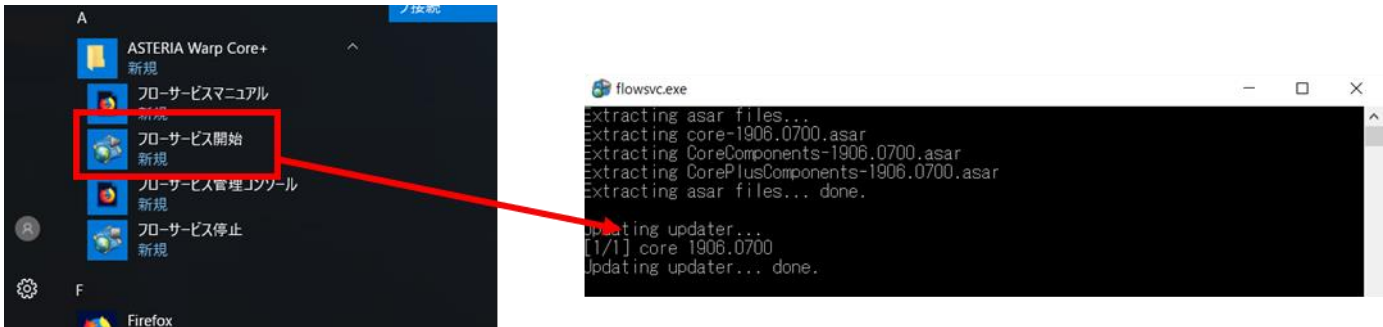 フ接続
A
ASTERIA Warp Core+
新規
フローサービスマニュアル
新規
フローサービス開始
新規
フローサービス管理コンソール
新規
フローサービス停止
新規
F
Firefox
flowsvc.exe
Extracting asar files...
Extracting core-1906.0700.asar
Extracting CoreComponents-1906.0700.asar
Extracting CorePlusComponents-1906.0700.asar
Extracting asar files... done.
Updating updater...
[1/1] core 1906.0700
Updating updater... done.